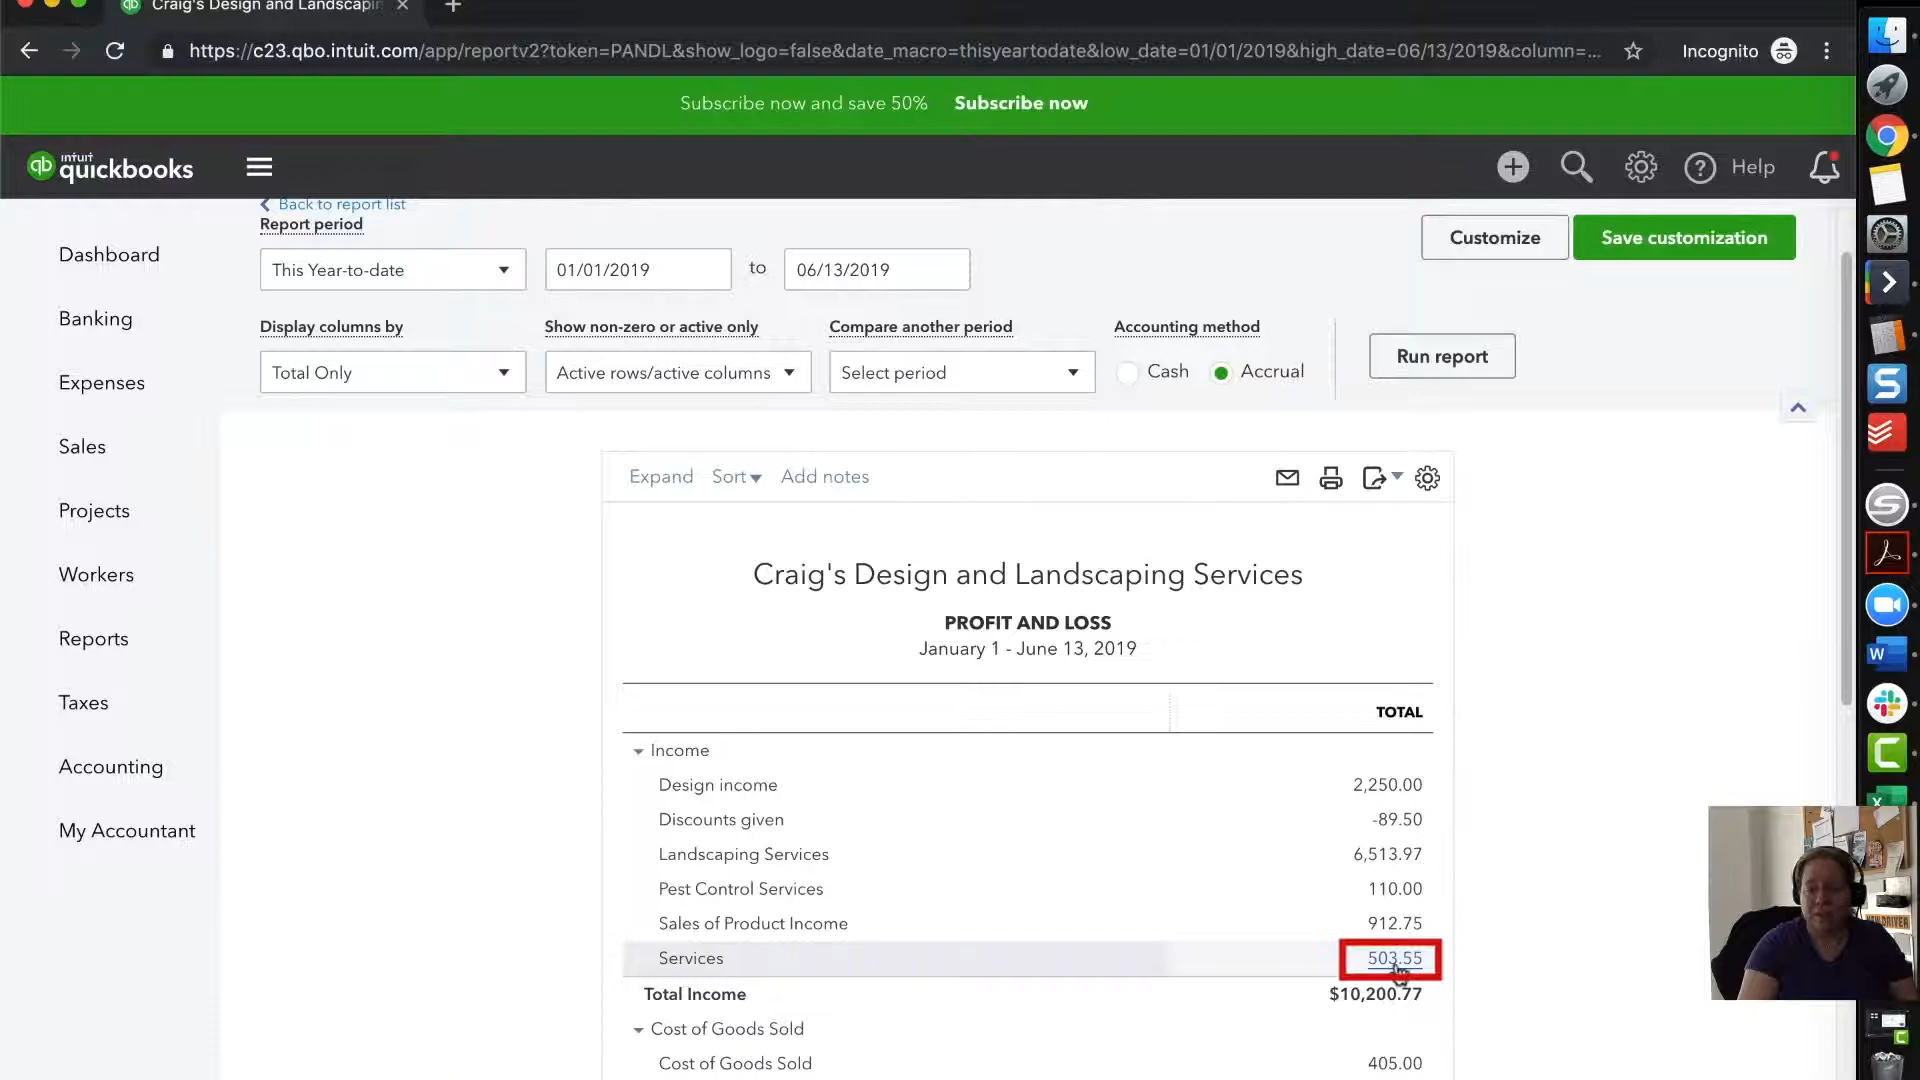 Craig's Design and Landscapin
https://c23.qbo.intuit.com/app/reportv2?token=PANDL&show_logo=false&date_macro=thisyeartodate&low_date=01/01/2019&high_date=06/13/2019&column=...
Incognito
Subscribe now and save 50% Subscribe now
qb intuit quickbooks
Help
Back to report list
Report period
Customize
Save customization
This Year-to-date
01/01/2019
to
06/13/2019
Display columns by
Show non-zero or active only
Compare another period
Accounting method
Total Only
Active rows/active columns
Select period
Cash
Accrual
Run report
Dashboard
Banking
Expenses
Sales
Projects
Workers
Reports
Taxes
Accounting
My Accountant
Expand Sort Add notes
Craig's Design and Landscaping Services
PROFIT AND LOSS
January 1 - June 13, 2019
TOTAL
Income
Design income 2,250.00
Discounts given -89.50
Landscaping Services 6,513.97
Pest Control Services 110.00
Sales of Product Income 912.75
Services 503.55
Total Income $10,200.77
Cost of Goods Sold
Cost of Goods Sold 405.00